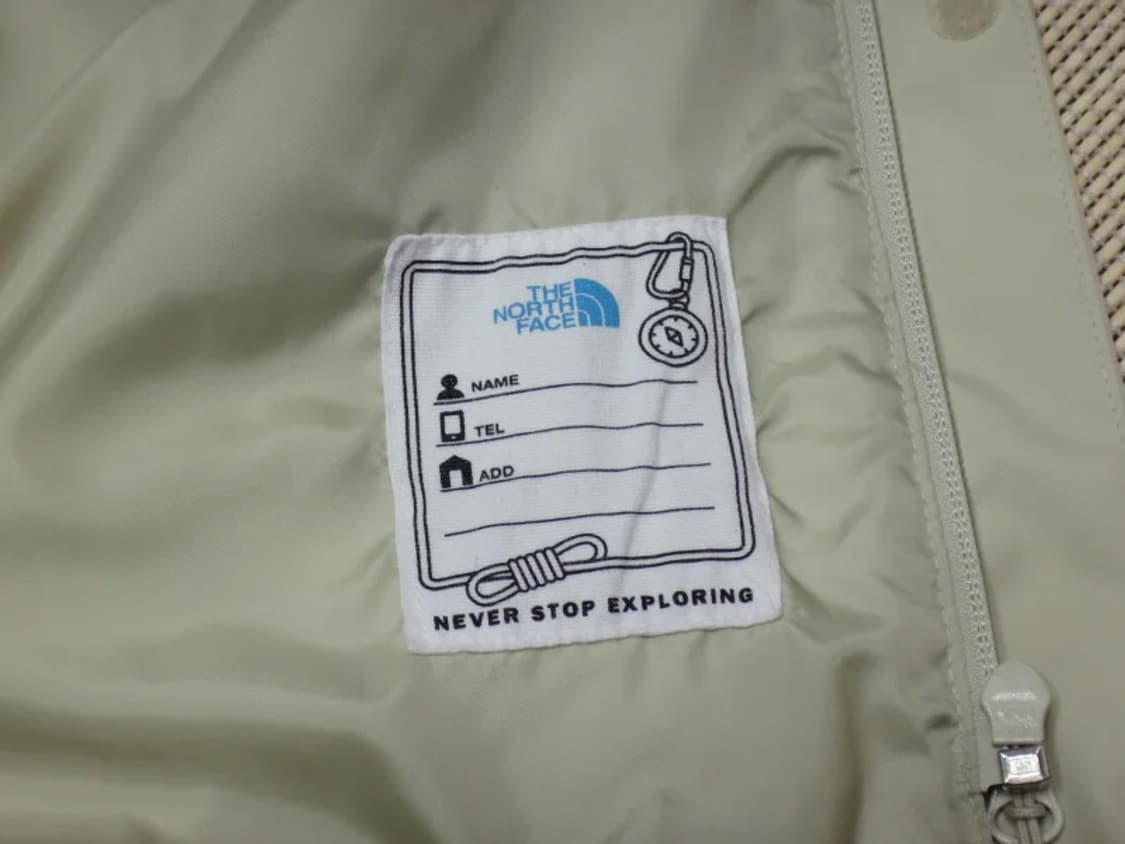 THE
NORTH
FACE
NAME
TEL
ADD
NEVER STOP EXPLORING